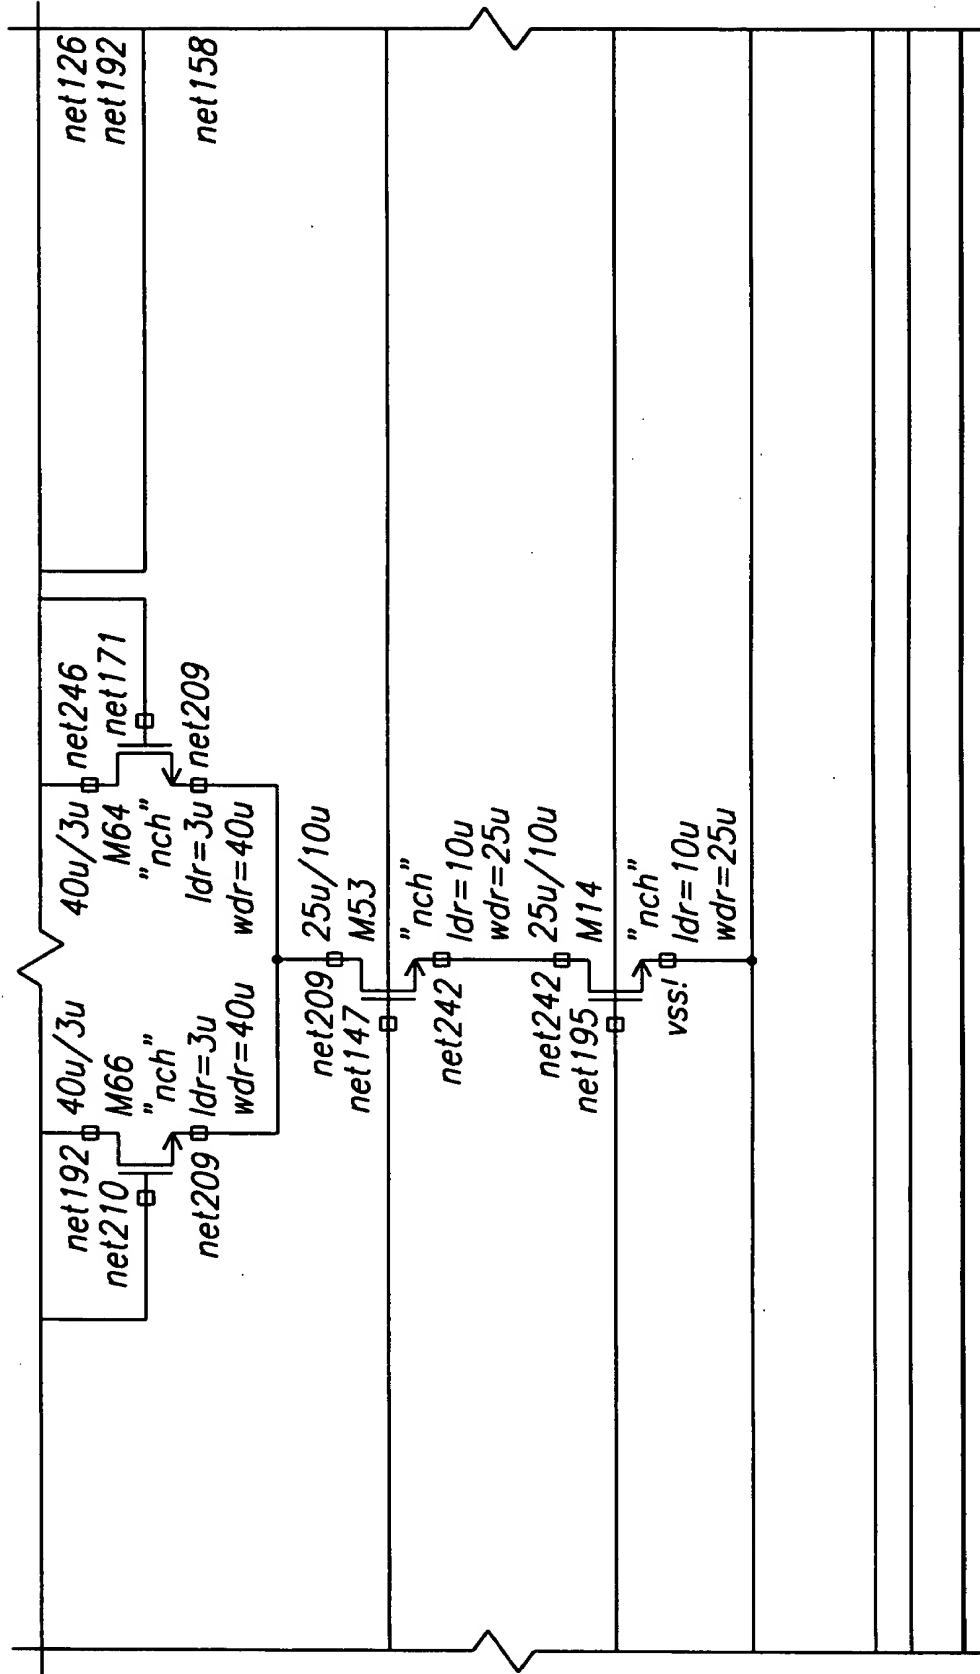 net126
net192
net158
net246
net171
net209
40u/3u
M64
"nch"
ldr=3u
wdr=40u
40u/3u
M66
"nch"
ldr=3u
wdr=40u
net192
net210
net209
25u/10u
M53
"nch"
ldr=10u
wdr=25u
net209
net147
net242
25u/10u
M14
"nch"
ldr=10u
wdr=25u
net242
net195
vss!